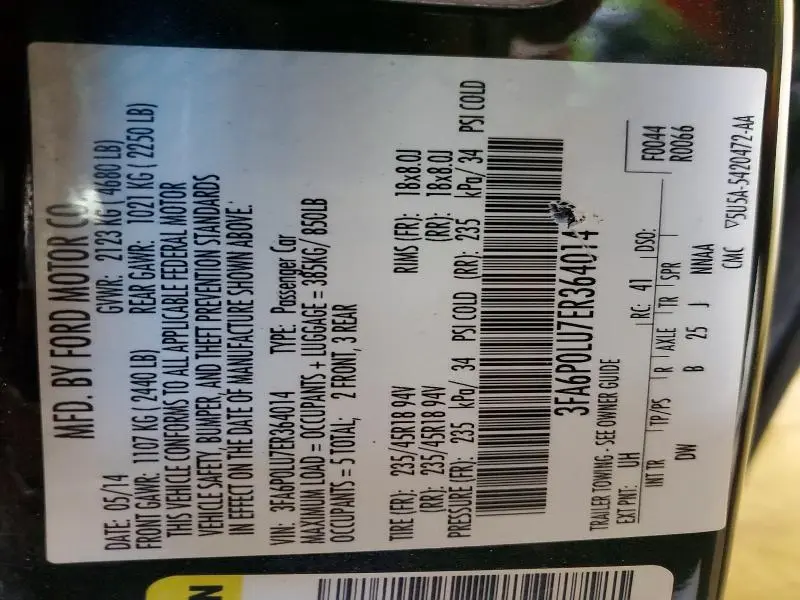 MFD. BY FORD MOTOR CO.
DATE: 05/14 GVWR: 2123 KG ( 4680 LB)
FRONT GAWR: 1107 KG ( 2440 LB) REAR GAWR: 1021 KG ( 2250 LB)
THIS VEHICLE CONFORMS TO ALL APPLICABLE FEDERAL MOTOR
VEHICLE SAFETY, BUMPER, AND THEFT PREVENTION STANDARDS
IN EFFECT ON THE DATE OF MANUFACTURE SHOWN ABOVE.
VIN: 3FA6P0LU7ER364014 TYPE: Passenger Car
MAXIMUM LOAD = OCCUPANTS + LUGGAGE = 385KG/ 850LB
OCCUPANTS = 5 TOTAL; 2 FRONT, 3 REAR
TIRE (FR): 235/45R18 94V RIMS (FR): 18x8.0J
(RR): 235/45R18 94V (RR): 18x8.0J
PRESSURE (FR): 235 kPa/ 34 PSI COLD (RR): 235 kPa/ 34 PSI COLD
3FA6P0LU7ER364014
TRAILER TOWING - SEE OWNER GUIDE
EXT PNT: UH RC: 41 DSO: F0044
R0066
INT TR TP/PS R AXLE TR SPR
DW B 25 J NNAA
CMC ▽5U5A-5420472-AA
N